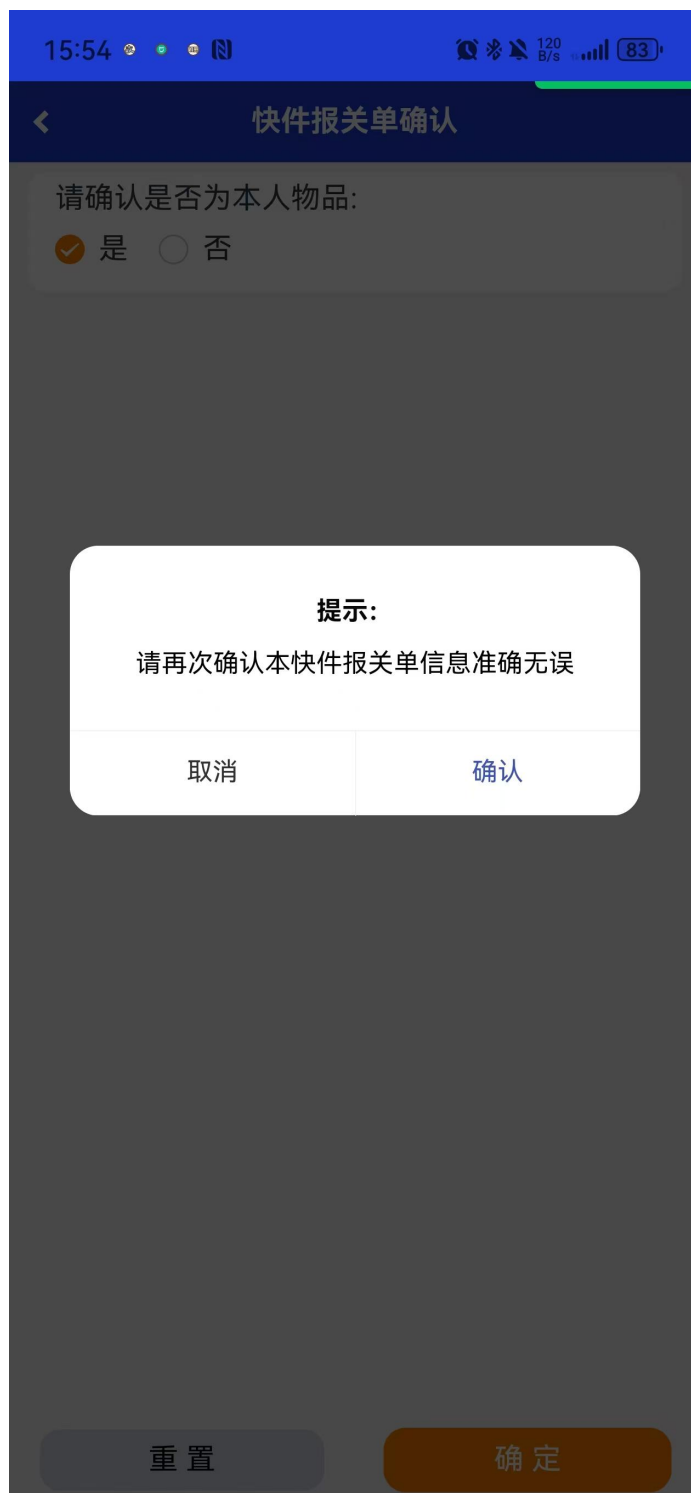 15:54
120
B/s
83
快件报关单确认
请确认是否为本人物品:
是 否
提示:
请再次确认本快件报关单信息准确无误
取消 确认
重置 确定